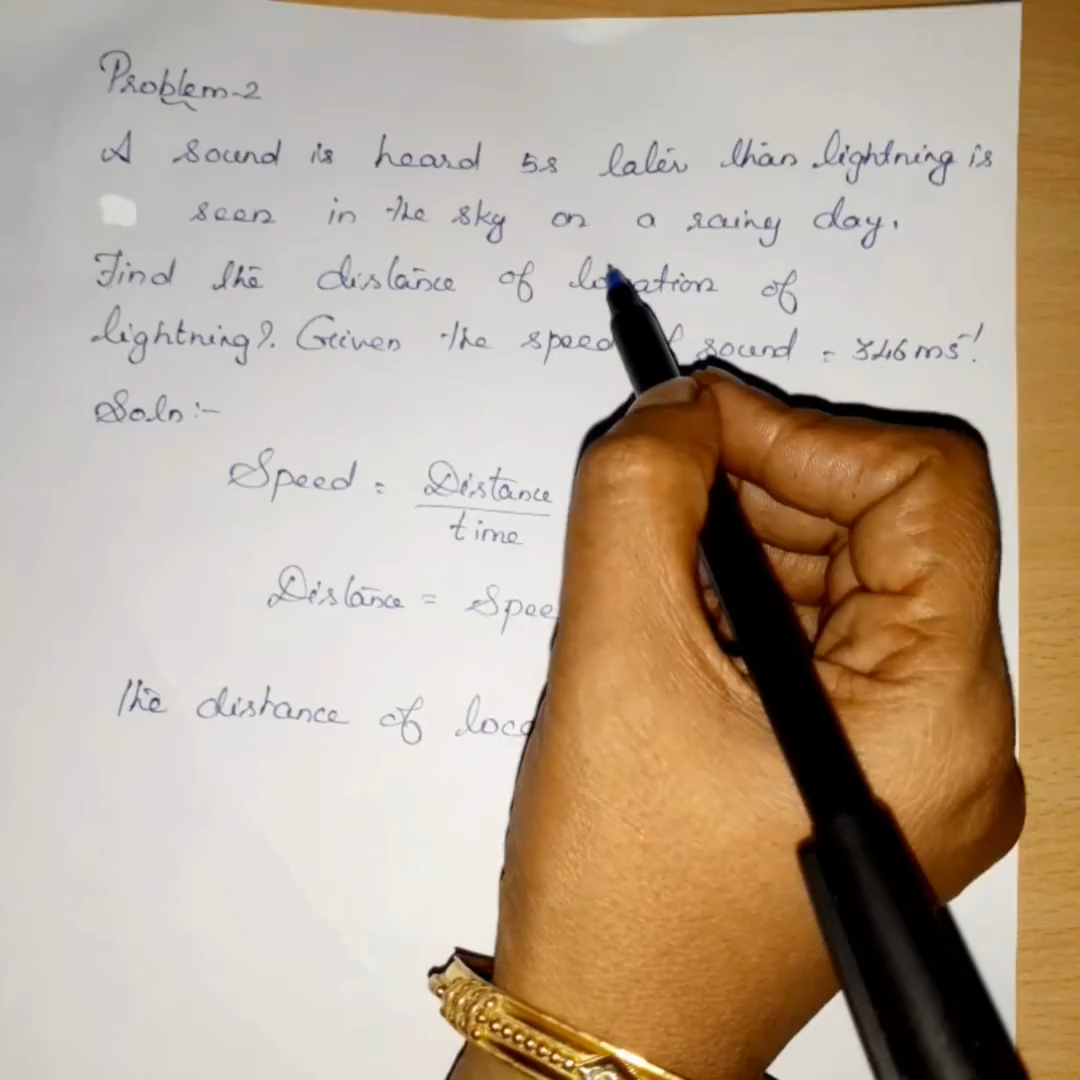 Problem-2
A sound is heard 5s later than lightning is
seen in the sky on a rainy day.
Find the distance of location of
lightning?. Given the speed of sound = 346 ms⁻¹.
Soln :-
Speed = Distance
time
Distance = Spee
The distance of loca